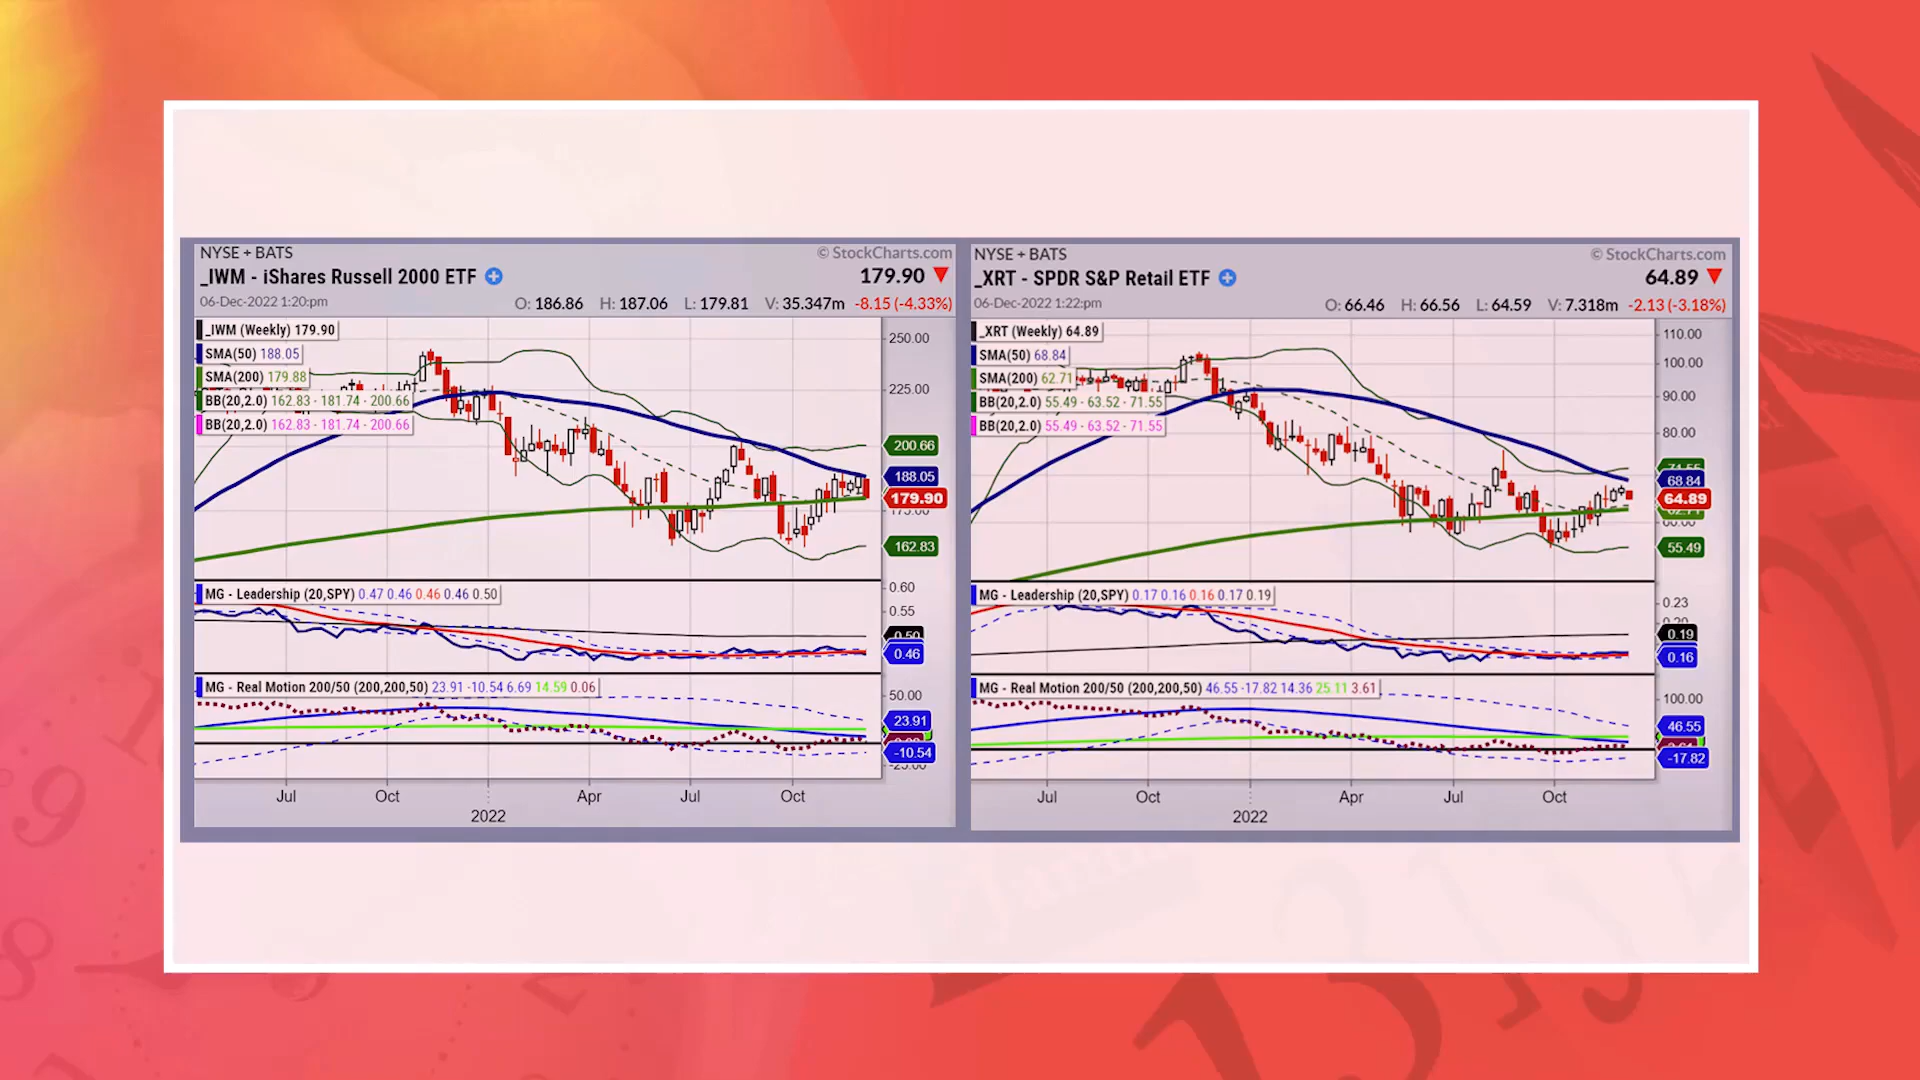 NYSE + BATS
© StockCharts.com
_IWM - iShares Russell 2000 ETF
179.90
06-Dec-2022 1:20:pm
O: 186.86 H: 187.06 L: 179.81 V: 35.347m -8.15 (-4.33%)
_IWM (Weekly) 179.90
SMA(50) 188.05
SMA(200) 179.88
BB(20,2.0) 162.83 - 181.74 - 200.66
BB(20,2.0) 162.83 - 181.74 - 200.66
250.00
225.00
200.66
188.05
179.90
175.00
162.83
MG - Leadership (20,SPY) 0.47 0.46 0.46 0.46 0.50
0.60
0.55
0.50
0.46
MG - Real Motion 200/50 (200,200,50) 23.91 -10.54 6.69 14.59 0.06
50.00
23.91
-10.54
-25.00
Jul Oct Apr Jul Oct
2022
NYSE + BATS
© StockCharts.com
_XRT - SPDR S&P Retail ETF
64.89
06-Dec-2022 1:22:pm
O: 66.46 H: 66.56 L: 64.59 V: 7.318m -2.13 (-3.18%)
_XRT (Weekly) 64.89
SMA(50) 68.84
SMA(200) 62.71
BB(20,2.0) 55.49 - 63.52 - 71.55
BB(20,2.0) 55.49 - 63.52 - 71.55
110.00
100.00
90.00
80.00
71.55
68.84
64.89
60.00
55.49
MG - Leadership (20,SPY) 0.17 0.16 0.16 0.17 0.19
0.23
0.19
0.16
MG - Real Motion 200/50 (200,200,50) 46.55 -17.82 14.36 25.11 3.61
100.00
46.55
-17.82
Jul Oct Apr Jul Oct
2022